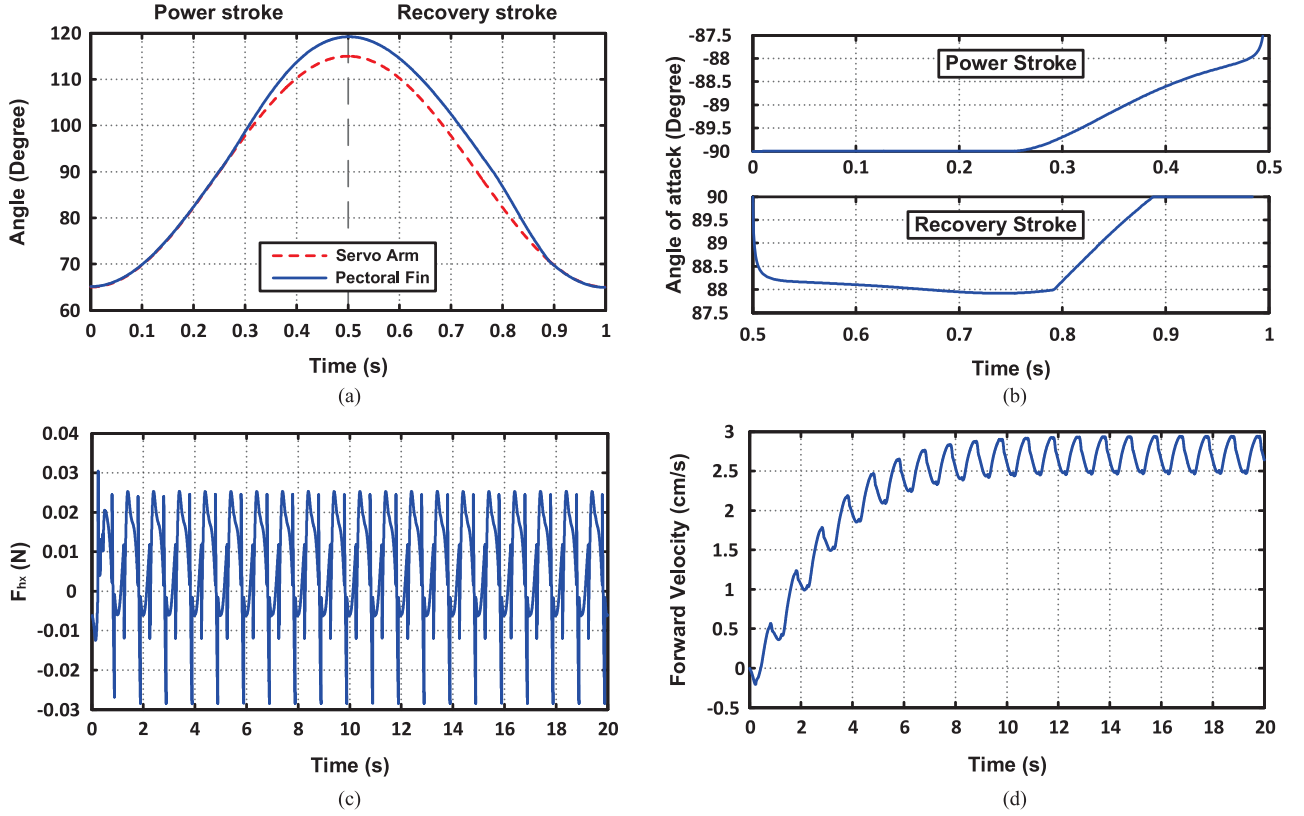 Power stroke Recovery stroke
Angle (Degree)
120
110
100
90
80
70
60
Servo Arm
Pectoral Fin
0 0.1 0.2 0.3 0.4 0.5 0.6 0.7 0.8 0.9 1
Time (s)
(a)
Angle of attack (Degree)
-87.5
-88
-88.5
-89
-89.5
-90
Power Stroke
0 0.1 0.2 0.3 0.4 0.5
90
89.5
89
88.5
88
87.5
Recovery Stroke
0.5 0.6 0.7 0.8 0.9 1
Time (s)
(b)
F_hx (N)
0.04
0.03
0.02
0.01
0
-0.01
-0.02
-0.03
0 2 4 6 8 10 12 14 16 18 20
Time (s)
(c)
Forward Velocity (cm/s)
3
2.5
2
1.5
1
0.5
0
-0.5
0 2 4 6 8 10 12 14 16 18 20
Time (s)
(d)